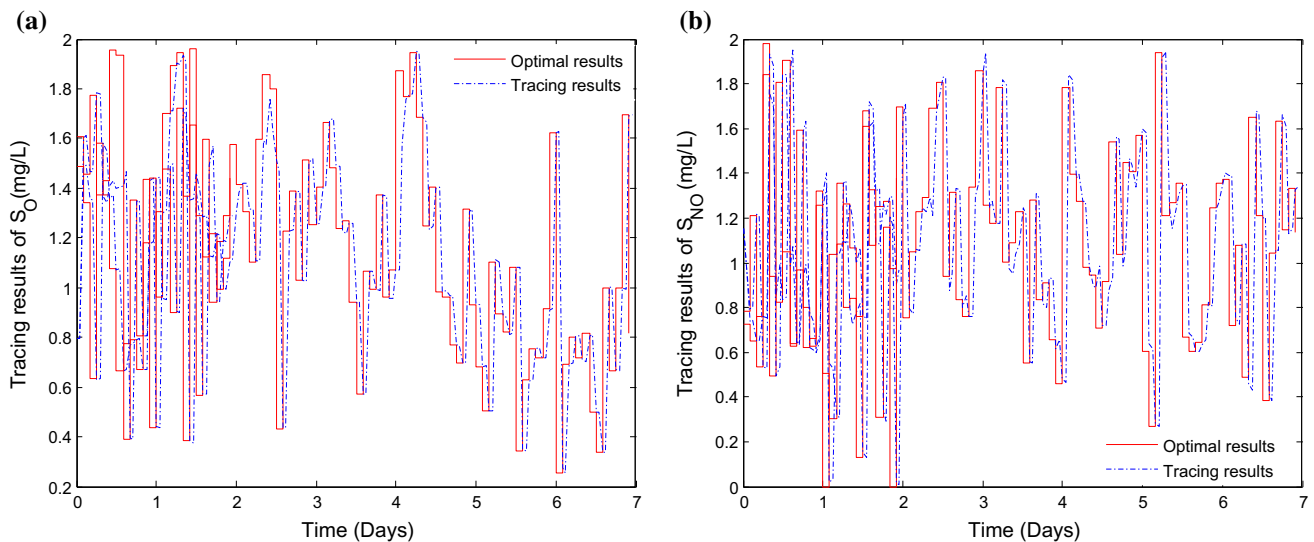 (a)
Tracing results of S_O(mg/L)
2
1.8
1.6
1.4
1.2
1
0.8
0.6
0.4
0.2
Optimal results
Tracing results
0 1 2 3 4 5 6 7
Time (Days)
(b)
Tracing results of S_NO(mg/L)
2
1.8
1.6
1.4
1.2
1
0.8
0.6
0.4
0.2
0
Optimal results
Tracing results
0 1 2 3 4 5 6 7
Time (Days)